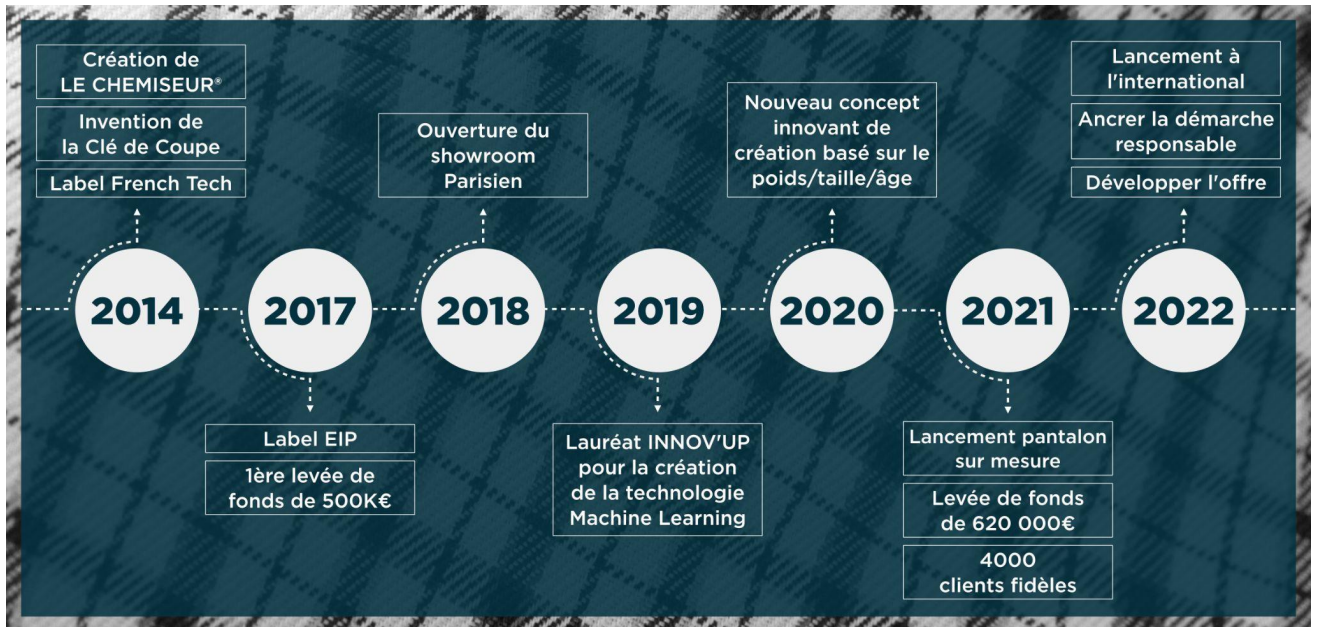 Création de
LE CHEMISEUR®
Invention de
la Clé de Coupe
Label French Tech
2014
Label EIP
1ère levée de
fonds de 500K€
2017
Ouverture du
showroom
Parisien
2018
Lauréat INNOV'UP
pour la création
de la technologie
Machine Learning
2019
Nouveau concept
innovant de
création basé sur le
poids/taille/âge
2020
Lancement pantalon
sur mesure
Levée de fonds
de 620 000€
4000
clients fidèles
2021
Lancement à
l'international
Ancrer la démarche
responsable
Développer l'offre
2022